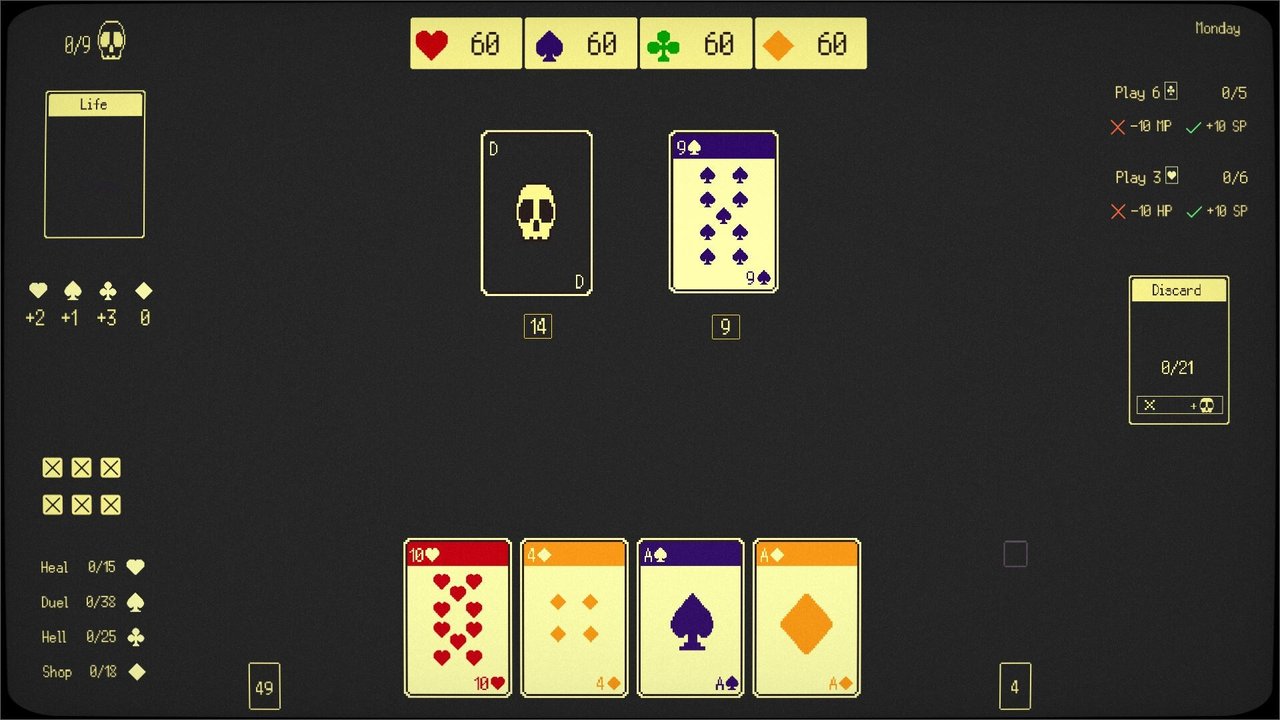 0/9
60 60 60 60
Monday
Life
Play 6 0/5
-10 MP +10 SP
Play 3 0/6
-10 HP +10 SP
D
D
9
9
14
9
+2 +1 +3 0
Discard
0/21
+
Heal 0/15
Duel 0/38
Hell 0/25
Shop 0/18
10
10
4
4
A
A
A
A
49
4